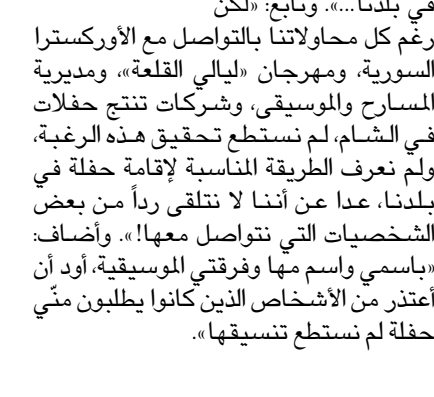 في بلدنا...». وتابع: «لكن
رغم كل محاولاتنا بالتواصل مع الأوركسترا
السورية، ومهرجان «ليالي القلعة»، ومديرية
المسارح والموسيقى، وشركات تنتج حفلات
في الشام، لم نستطع تحقيق هذه الرغبة،
ولم نعرف الطريقة المناسبة لإقامة حفلة في
بلدنا، عدا عن أننا لا نتلقى رداً من بعض
الشخصيات التي نتواصل معها!». وأضاف:
«باسمي واسم مها وفرقتي الموسيقية، أود أن
أعتذر من الأشخاص الذين كانوا يطلبون منّي
حفلة لم نستطع تنسيقها».